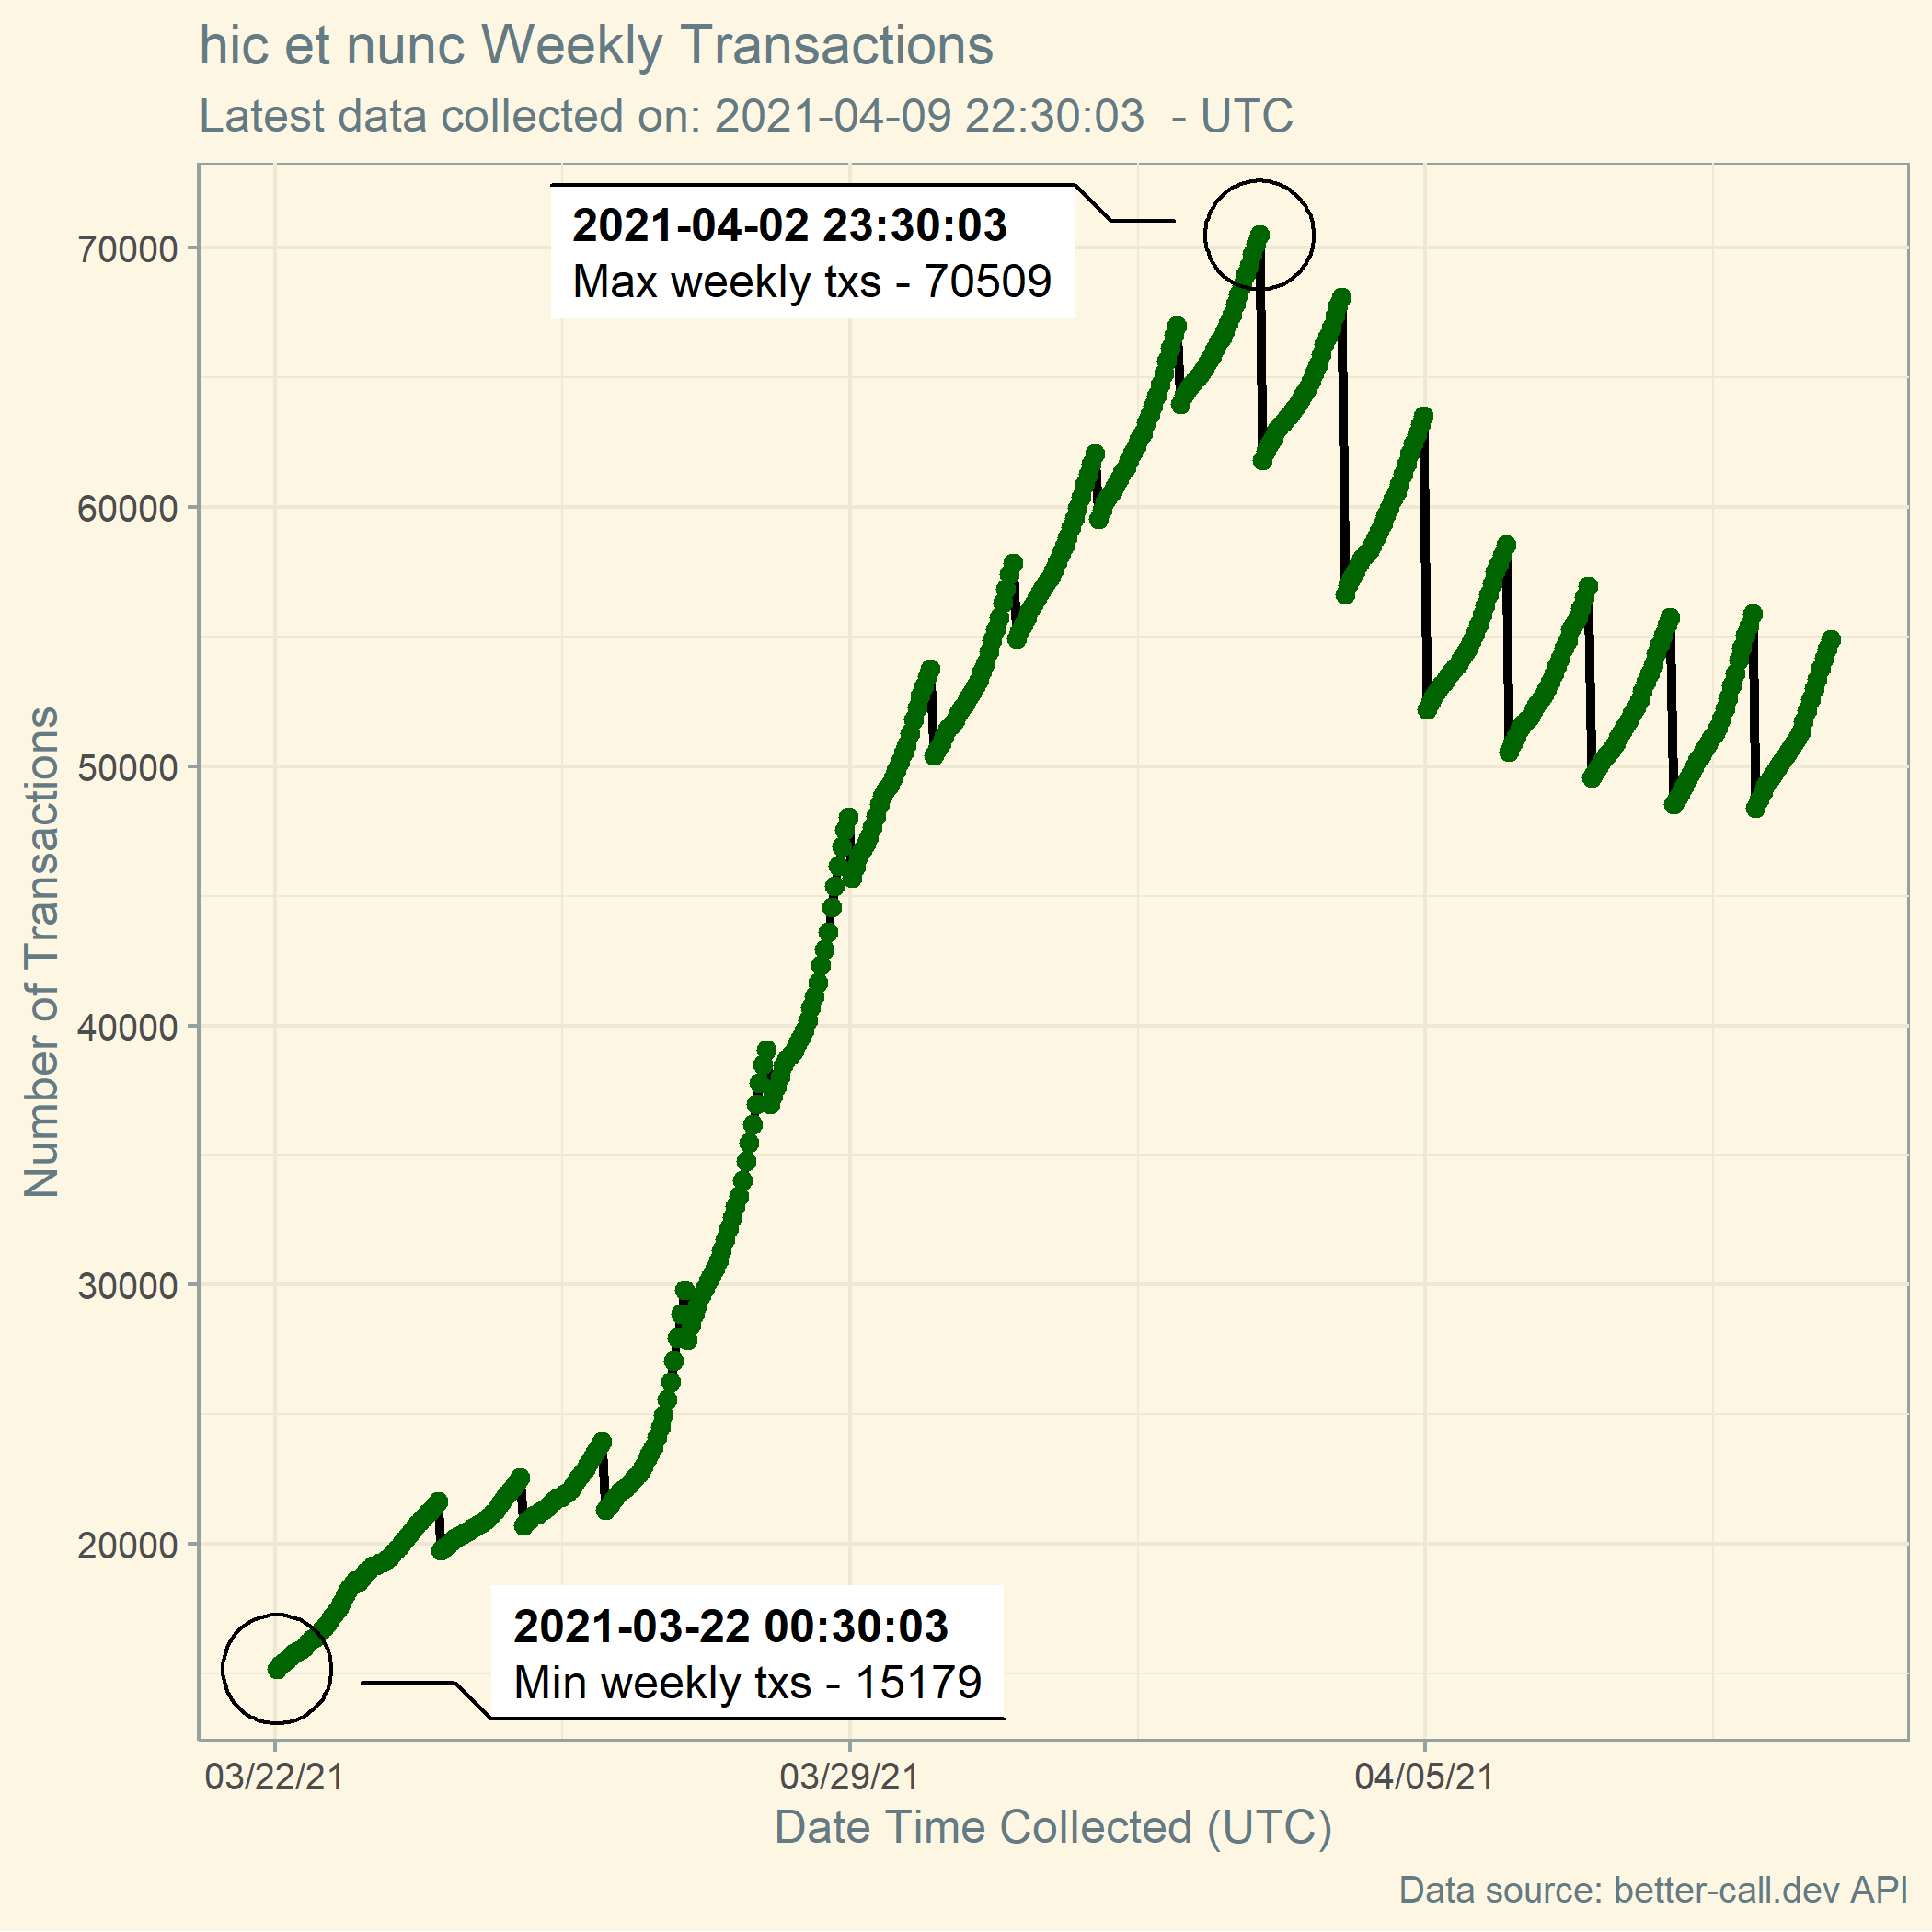 hic et nunc Weekly Transactions
Latest data collected on: 2021-04-09 22:30:03  - UTC
2021-04-02 23:30:03
Max weekly txs - 70509
70000
60000
50000
40000
30000
20000
Number of Transactions
2021-03-22 00:30:03
Min weekly txs - 15179
03/22/21
03/29/21
04/05/21
Date Time Collected (UTC)
Data source: better-call.dev API